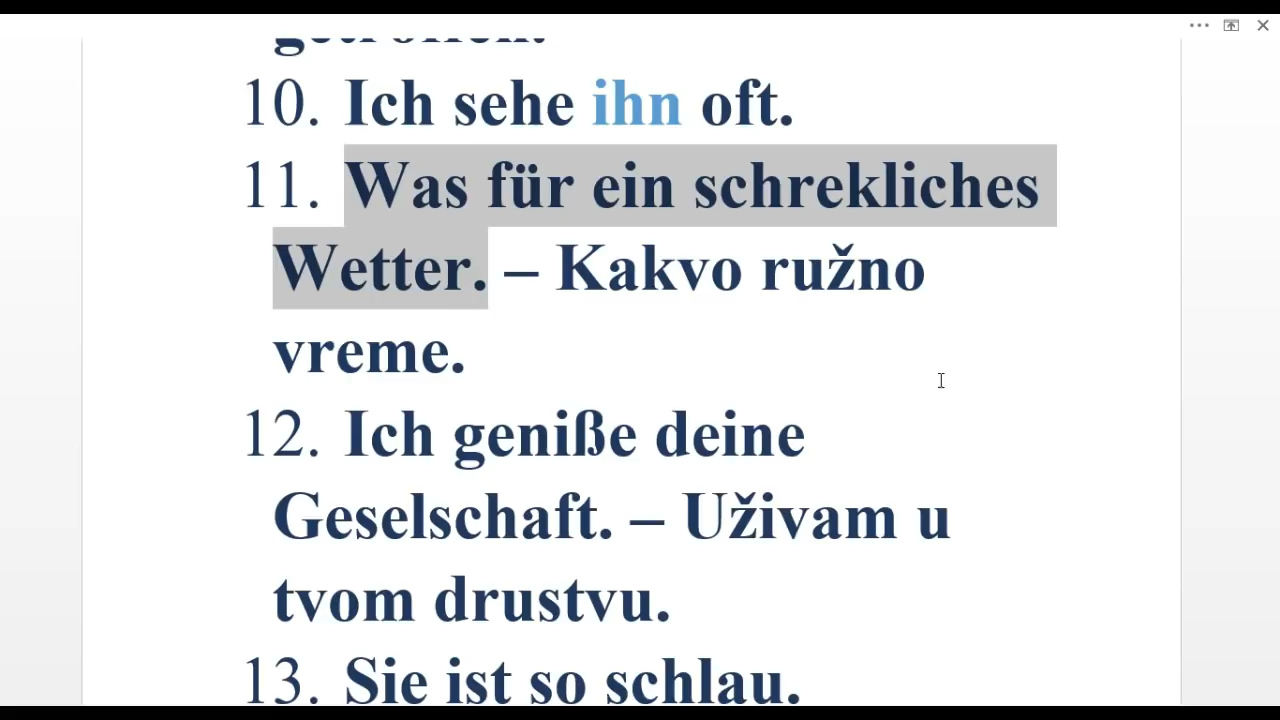 getroffen.
10. Ich sehe ihn oft.
11. Was für ein schrekliches
Wetter. – Kakvo ružno
vreme.
12. Ich geniße deine
Geselschaft. – Uživam u
tvom drustvu.
13. Sie ist so schlau.